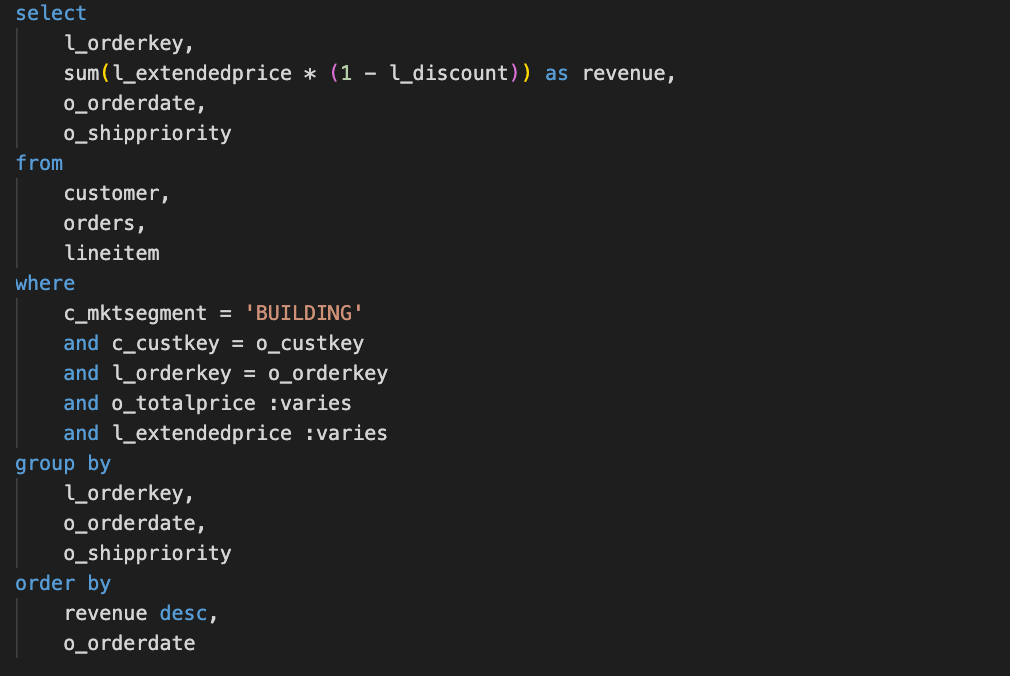 select
    l_orderkey,
    sum(l_extendedprice * (1 - l_discount)) as revenue,
    o_orderdate,
    o_shippriority
from
    customer,
    orders,
    lineitem
where
    c_mktsegment = 'BUILDING'
    and c_custkey = o_custkey
    and l_orderkey = o_orderkey
    and o_totalprice :varies
    and l_extendedprice :varies
group by
    l_orderkey,
    o_orderdate,
    o_shippriority
order by
    revenue desc,
    o_orderdate